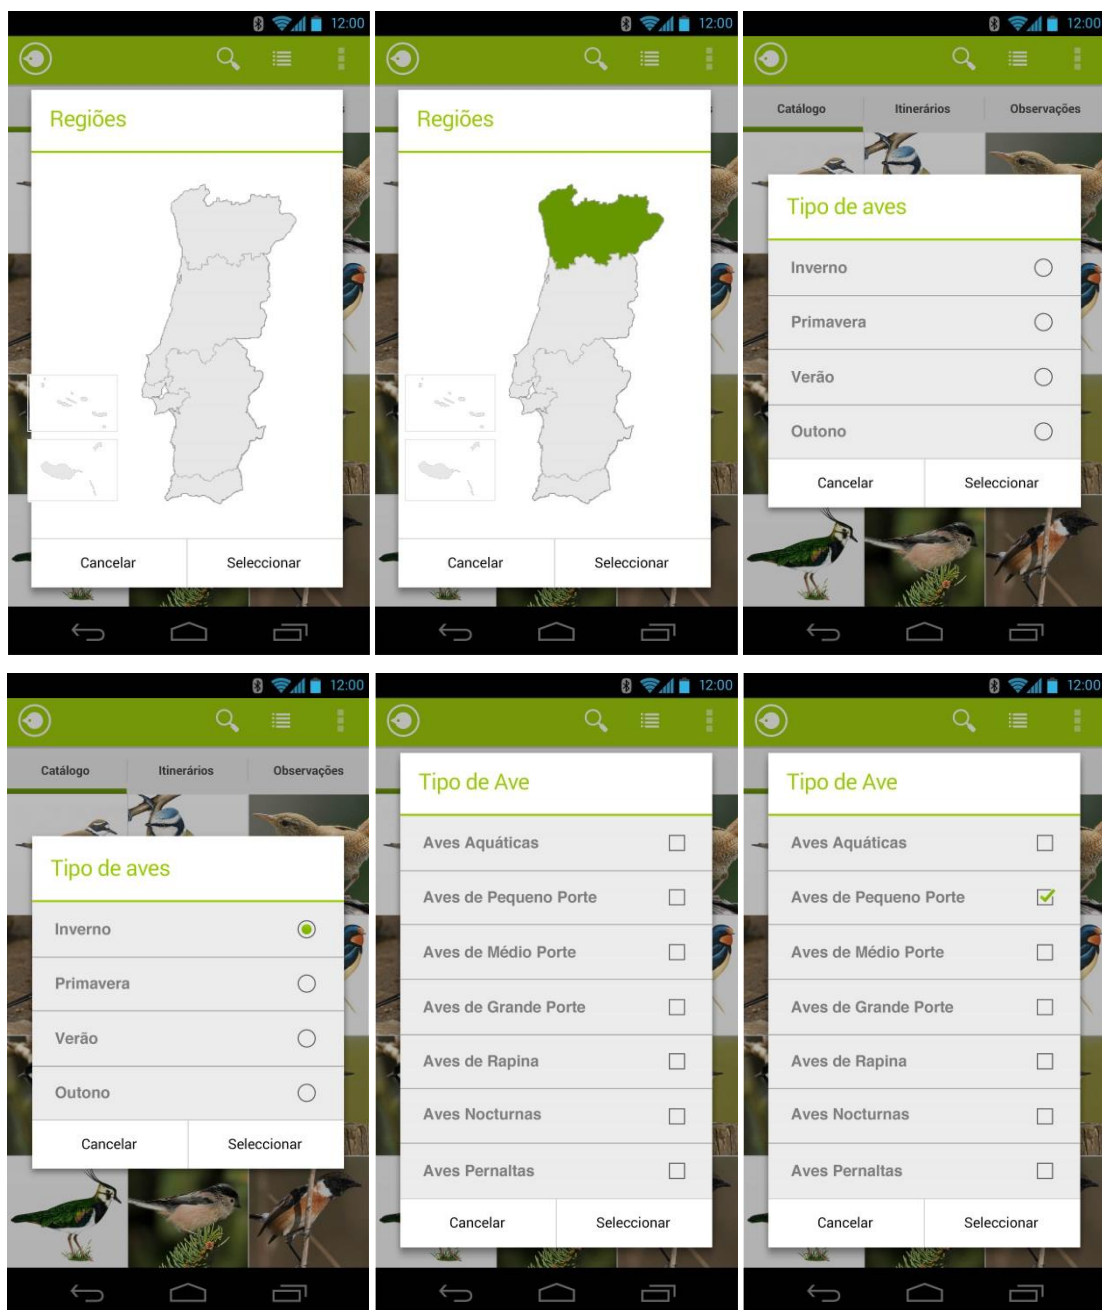 12:00
Regiões
Cancelar Seleccionar
12:00
Regiões
Cancelar Seleccionar
12:00
Catálogo Itinerários Observações
Tipo de aves
Inverno
Primavera
Verão
Outono
Cancelar Seleccionar
12:00
Catálogo Itinerários Observações
Tipo de aves
Inverno
Primavera
Verão
Outono
Cancelar Seleccionar
12:00
Tipo de Ave
Aves Aquáticas
Aves de Pequeno Porte
Aves de Médio Porte
Aves de Grande Porte
Aves de Rapina
Aves Nocturnas
Aves Pernaltas
Cancelar Seleccionar
12:00
Tipo de Ave
Aves Aquáticas
Aves de Pequeno Porte
Aves de Médio Porte
Aves de Grande Porte
Aves de Rapina
Aves Nocturnas
Aves Pernaltas
Cancelar Seleccionar